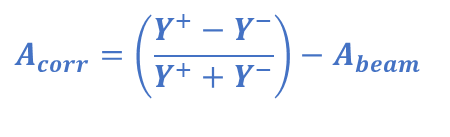 A_corr = ( (Y⁺ − Y⁻) / (Y⁺ + Y⁻) ) − A_beam